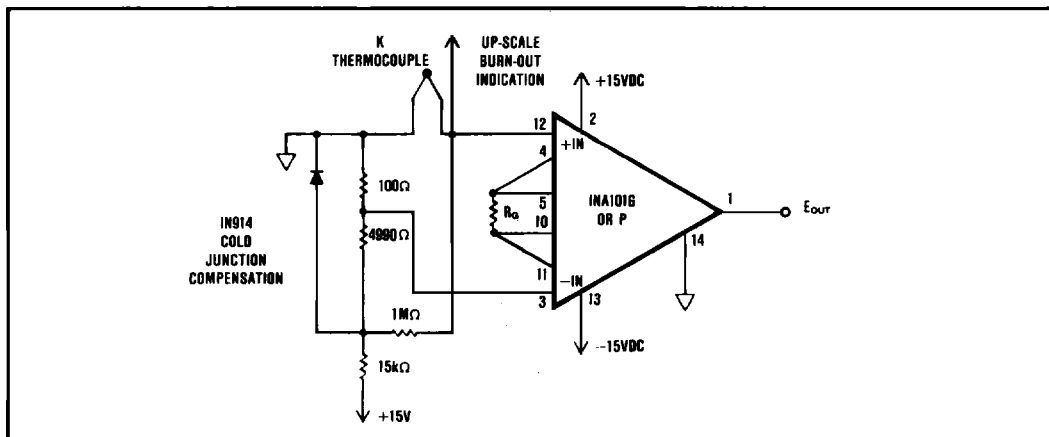 K
THERMOCOUPLE
UP-SCALE
BURN-OUT
INDICATION
+15VDC
2
12
+IN
4
5
RG
10
11
−IN
3
13
INA101G
OR P
1
EOUT
14
100Ω
4990Ω
IN914
COLD
JUNCTION
COMPENSATION
1MΩ
15kΩ
+15V
−15VDC